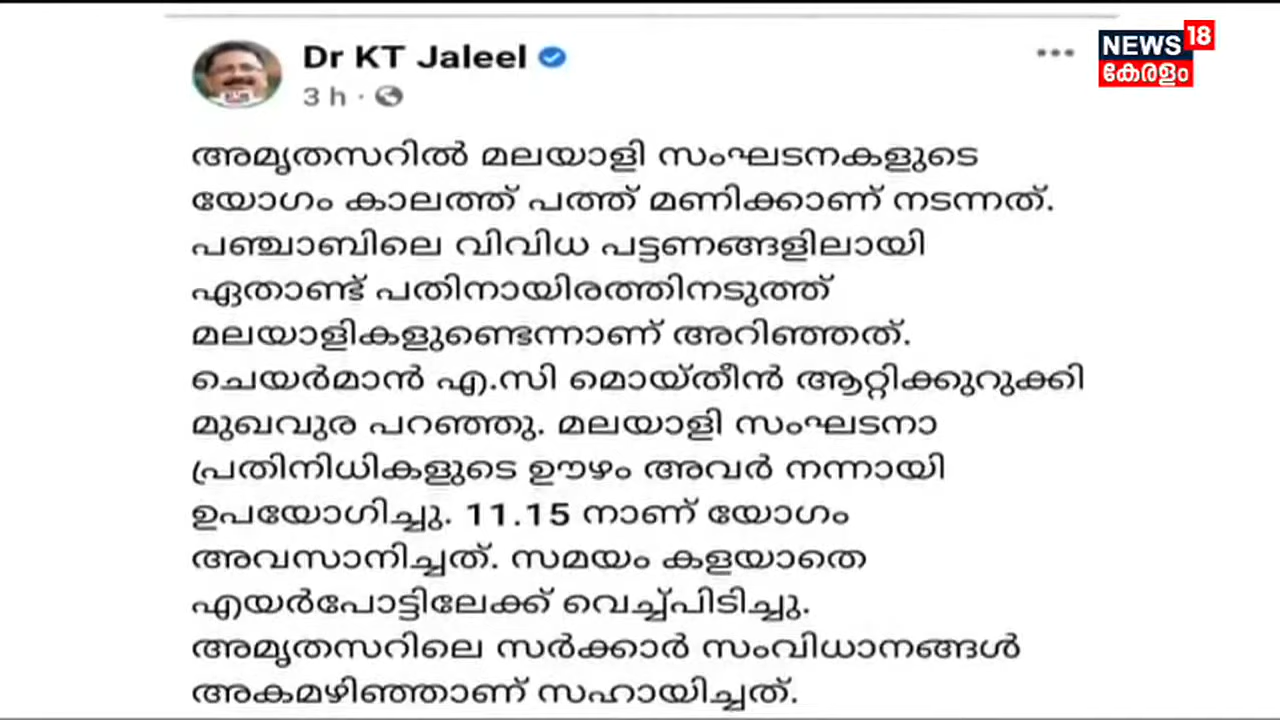 Dr KT Jaleel
3 h ·
NEWS 18
കേരളം
അമൃതസറിൽ മലയാളി സംഘടനകളുടെ
യോഗം കാലത്ത് പത്ത് മണിക്കാണ് നടന്നത്.
പഞ്ചാബിലെ വിവിധ പട്ടണങ്ങളിലായി
ഏതാണ്ട് പതിനായിരത്തിനടുത്ത്
മലയാളികളുണ്ടെന്നാണ് അറിഞ്ഞത്.
ചെയർമാൻ എ.സി മൊയ്തീൻ ആറ്റിക്കുറുക്കി
മുഖവുര പറഞ്ഞു. മലയാളി സംഘടനാ
പ്രതിനിധികളുടെ ഊഴം അവർ നന്നായി
ഉപയോഗിച്ചു. 11.15 നാണ് യോഗം
അവസാനിച്ചത്. സമയം കളയാതെ
എയർപോട്ടിലേക്ക് വെച്ച്പിടിച്ചു.
അമൃതസറിലെ സർക്കാർ സംവിധാനങ്ങൾ
അകമഴിഞ്ഞാണ് സഹായിച്ചത്.